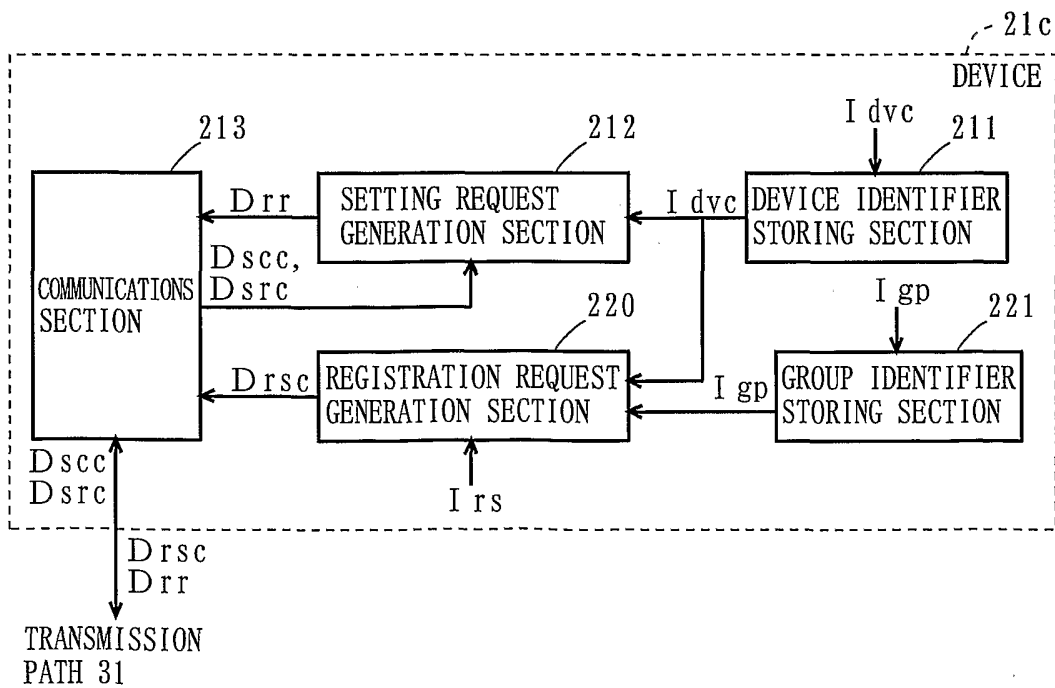 21c
DEVICE
I dvc
213
212
211
COMMUNICATIONS
SECTION
Drr
SETTING REQUEST
GENERATION SECTION
I dvc
DEVICE IDENTIFIER
STORING SECTION
Dscc,
Dsrc
I gp
220
221
Drsc
REGISTRATION REQUEST
GENERATION SECTION
I gp
GROUP IDENTIFIER
STORING SECTION
Dscc
Dsrc
I rs
Drsc
Drr
TRANSMISSION
PATH 31